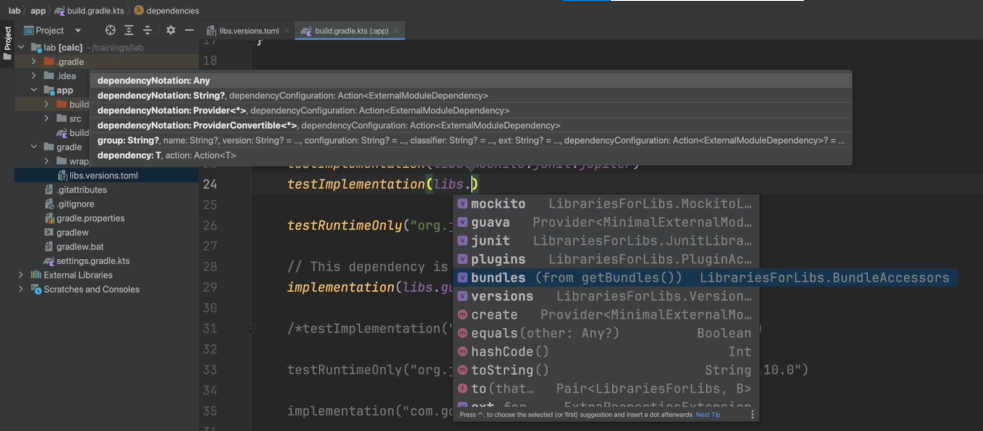 lab
app
build.gradle.kts
dependencies
Project
Project
libs.versions.toml
build.gradle.kts (:app)
lab [calc] ~/trainings/lab
.gradle
.idea
app
build
src
build
gradle
wrap
libs.versions.toml
.gitattributes
.gitignore
gradle.properties
gradlew
gradlew.bat
settings.gradle.kts
External Libraries
Scratches and Consoles
18
dependencyNotation: Any
dependencyNotation: String?, dependencyConfiguration: Action<ExternalModuleDependency>
dependencyNotation: Provider<*>, dependencyConfiguration: Action<ExternalModuleDependency>
dependencyNotation: ProviderConvertible<*>, dependencyConfiguration: Action<ExternalModuleDependency>
group: String?, name: String?, version: String? = ..., configuration: String? = ..., classifier: String? = ..., ext: String? = ..., dependencyConfiguration: Action<ExternalModuleDependency>? = ...
dependency: T, action: Action<T>
24 testImplementation(libs.)
25
26 testRuntimeOnly("org.
27
28 // This dependency is
29 implementation(libs.gu
30
31 /*testImplementation("
32
33 testRuntimeOnly("org.j 10.0")
34
35 implementation("com.go
mockito LibrariesForLibs.MockitoL...
guava Provider<MinimalExternalMod...
junit LibrariesForLibs.JunitLibra...
plugins LibrariesForLibs.PluginAc...
bundles (from getBundles()) LibrariesForLibs.BundleAccessors
versions LibrariesForLibs.Version...
create Provider<MinimalExternalMo...
equals(other: Any?) Boolean
hashCode() Int
toString() String
to(that... Pair<LibrariesForLibs, B>
Press ^. to choose the selected (or first) suggestion and insert a dot afterwards Next Tip